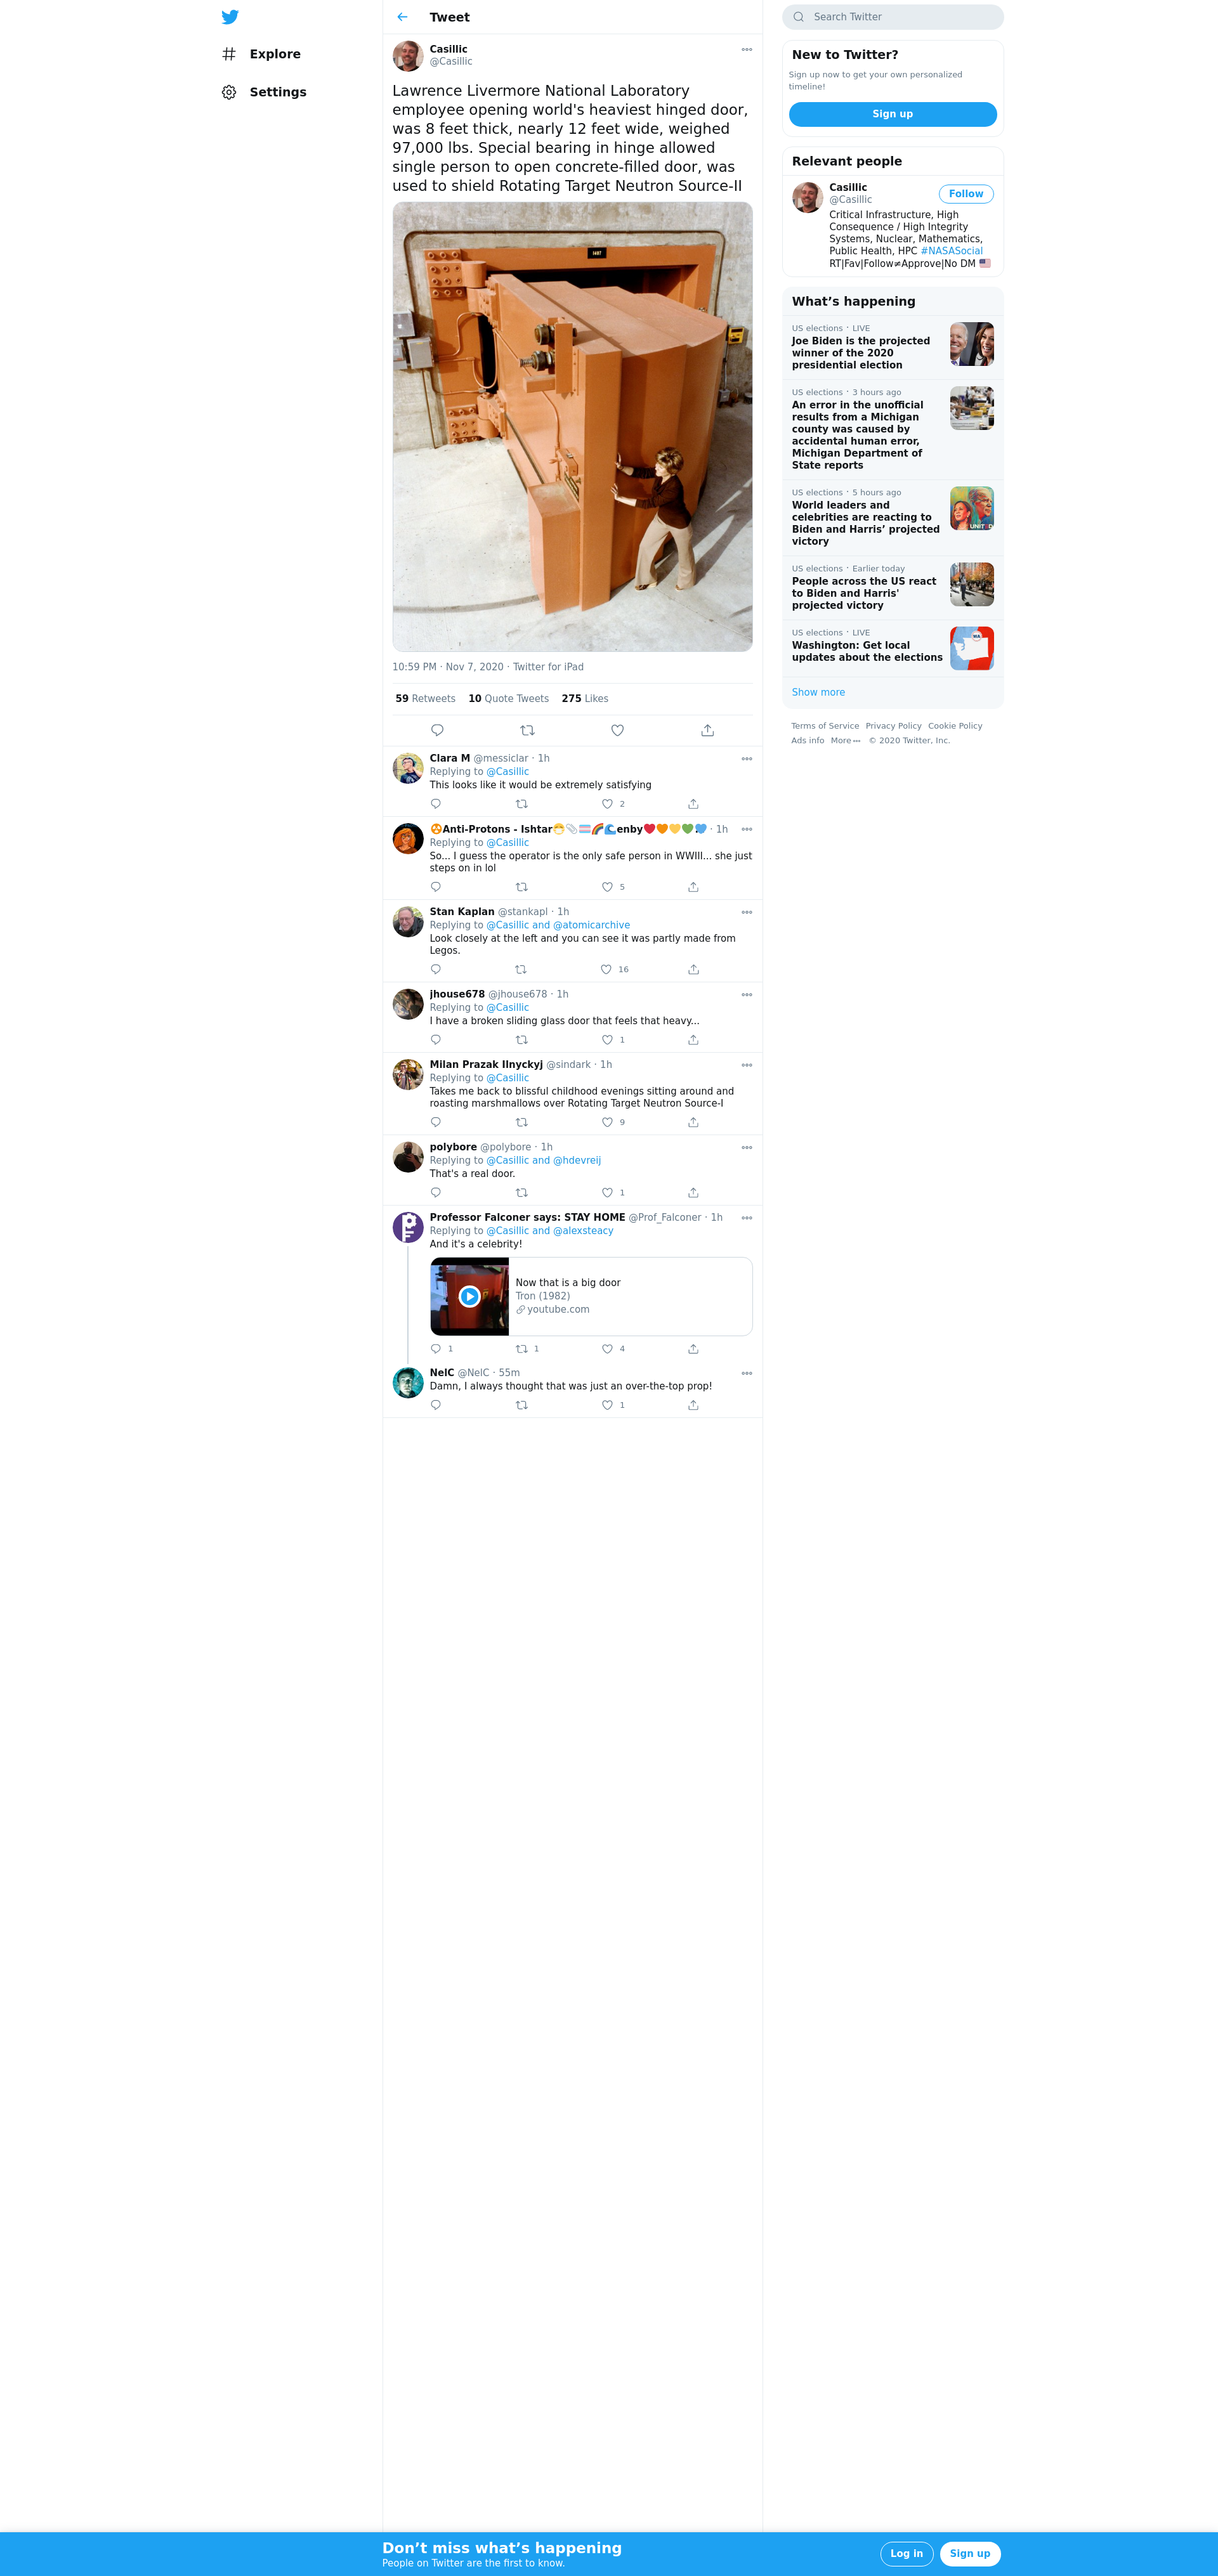 Explore
Settings
Tweet
Casillic
@Casillic
Lawrence Livermore National Laboratory
employee opening world's heaviest hinged door,
was 8 feet thick, nearly 12 feet wide, weighed
97,000 lbs. Special bearing in hinge allowed
single person to open concrete-filled door, was
used to shield Rotating Target Neutron Source-II
10:59 PM · Nov 7, 2020 · Twitter for iPad
59 Retweets 10 Quote Tweets 275 Likes
Clara M @messiclar · 1h
Replying to @Casillic
This looks like it would be extremely satisfying
2
Anti-Protons - Ishtar enby · 1h
Replying to @Casillic
So... I guess the operator is the only safe person in WWIII... she just
steps on in lol
5
Stan Kaplan @stankapl · 1h
Replying to @Casillic and @atomicarchive
Look closely at the left and you can see it was partly made from
Legos.
16
jhouse678 @jhouse678 · 1h
Replying to @Casillic
I have a broken sliding glass door that feels that heavy...
1
Milan Prazak Ilnyckyj @sindark · 1h
Replying to @Casillic
Takes me back to blissful childhood evenings sitting around and
roasting marshmallows over Rotating Target Neutron Source-I
9
polybore @polybore · 1h
Replying to @Casillic and @hdevreij
That's a real door.
1
Professor Falconer says: STAY HOME @Prof_Falconer · 1h
Replying to @Casillic and @alexsteacy
And it's a celebrity!
Now that is a big door
Tron (1982)
youtube.com
1 1 4
NelC @NelC · 55m
Damn, I always thought that was just an over-the-top prop!
1
Search Twitter
New to Twitter?
Sign up now to get your own personalized
timeline!
Sign up
Relevant people
Casillic
@Casillic
Follow
Critical Infrastructure, High
Consequence / High Integrity
Systems, Nuclear, Mathematics,
Public Health, HPC #NASASocial
RT|Fav|Follow≠Approve|No DM 🇺🇸
What's happening
US elections · LIVE
Joe Biden is the projected
winner of the 2020
presidential election
US elections · 3 hours ago
An error in the unofficial
results from a Michigan
county was caused by
accidental human error,
Michigan Department of
State reports
US elections · 5 hours ago
World leaders and
celebrities are reacting to
Biden and Harris' projected
victory
US elections · Earlier today
People across the US react
to Biden and Harris'
projected victory
US elections · LIVE
Washington: Get local
updates about the elections
WA
Show more
Terms of Service Privacy Policy Cookie Policy
Ads info More © 2020 Twitter, Inc.
Don't miss what's happening
People on Twitter are the first to know.
Log in
Sign up